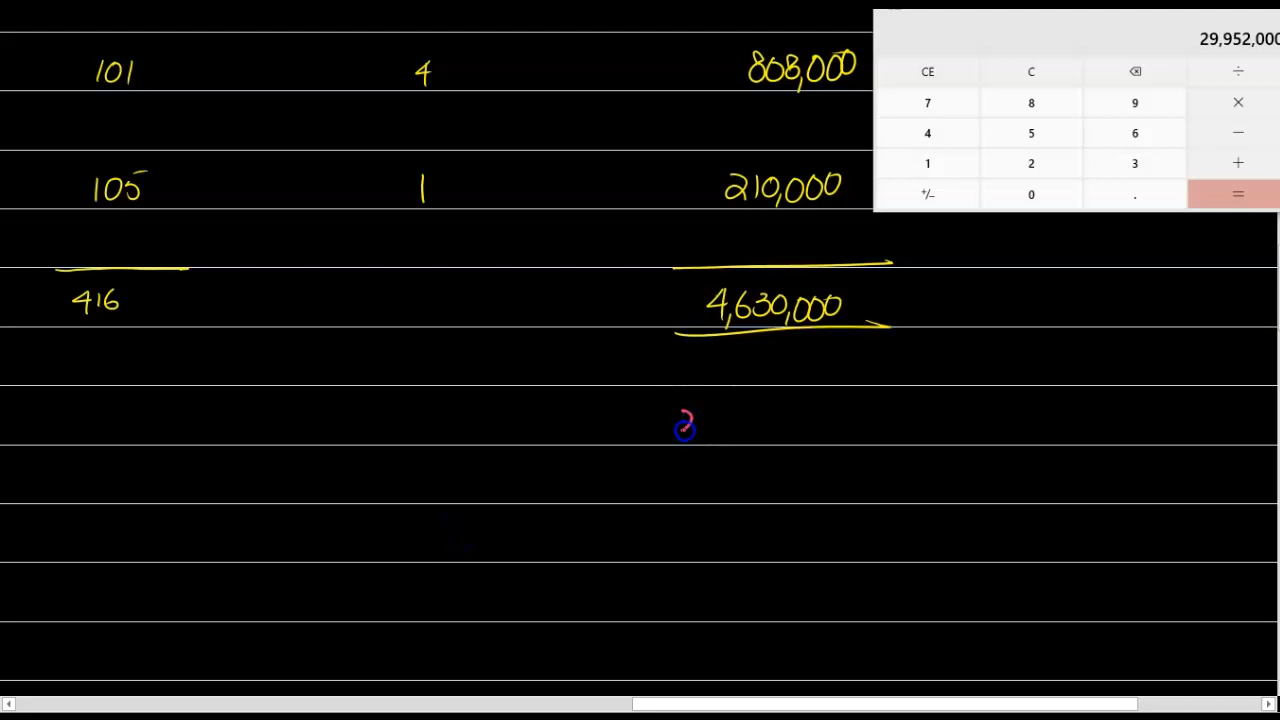 29,952,000
101 4 808,000
CE C ÷
7 8 9 ×
4 5 6 −
105 1 210,000
1 2 3 +
+/− 0 . =
416 4,630,000